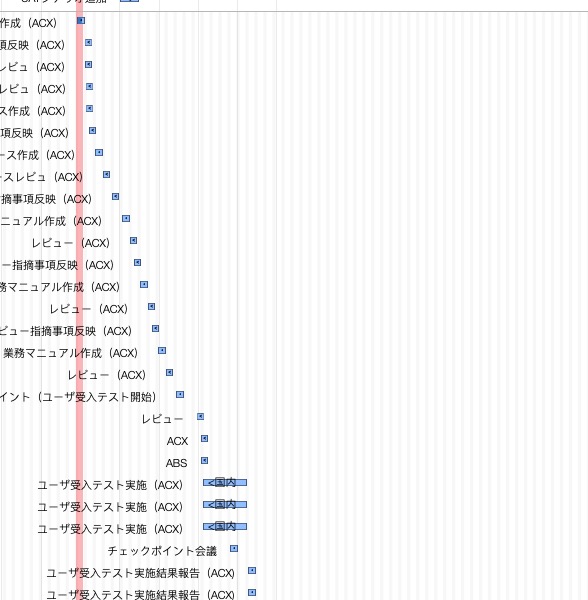 作成（ACX）
頂反映（ACX）
レビュ（ACX）
レビュ（ACX）
ス作成（ACX）
項反映（ACX）
ース作成（ACX）
ースレビュ（ACX）
摘事項反映（ACX）
ニュアル作成（ACX）
レビュー（ACX）
ー指摘事項反映（ACX）
務マニュアル作成（ACX）
レビュー（ACX）
ビュー指摘事項反映（ACX）
業務マニュアル作成（ACX）
レビュー（ACX）
イント（ユーザ受入テスト開始）
レビュー
ACX
ABS
ユーザ受入テスト実施（ACX） <国内
ユーザ受入テスト実施（ACX） <国内
ユーザ受入テスト実施（ACX） <国内
チェックポイント会議
ユーザ受入テスト実施結果報告（ACX）
ユーザ受入テスト実施結果報告（ACX）